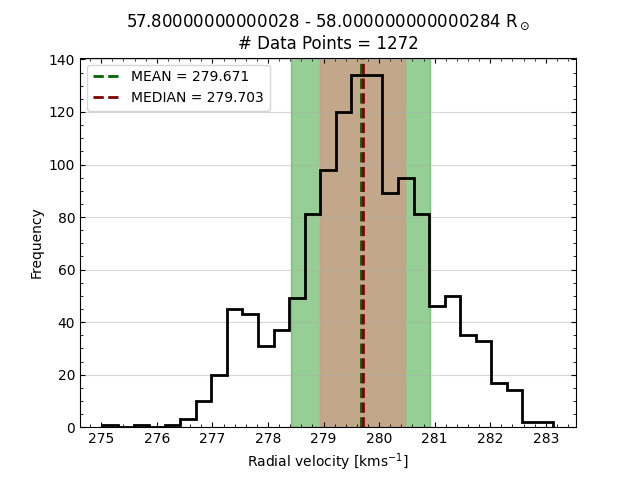 57.80000000000028 - 58.000000000000284 R⊙
# Data Points = 1272
MEAN = 279.671
MEDIAN = 279.703
Frequency
140
120
100
80
60
40
20
0
275 276 277 278 279 280 281 282 283
Radial velocity [kms⁻¹]